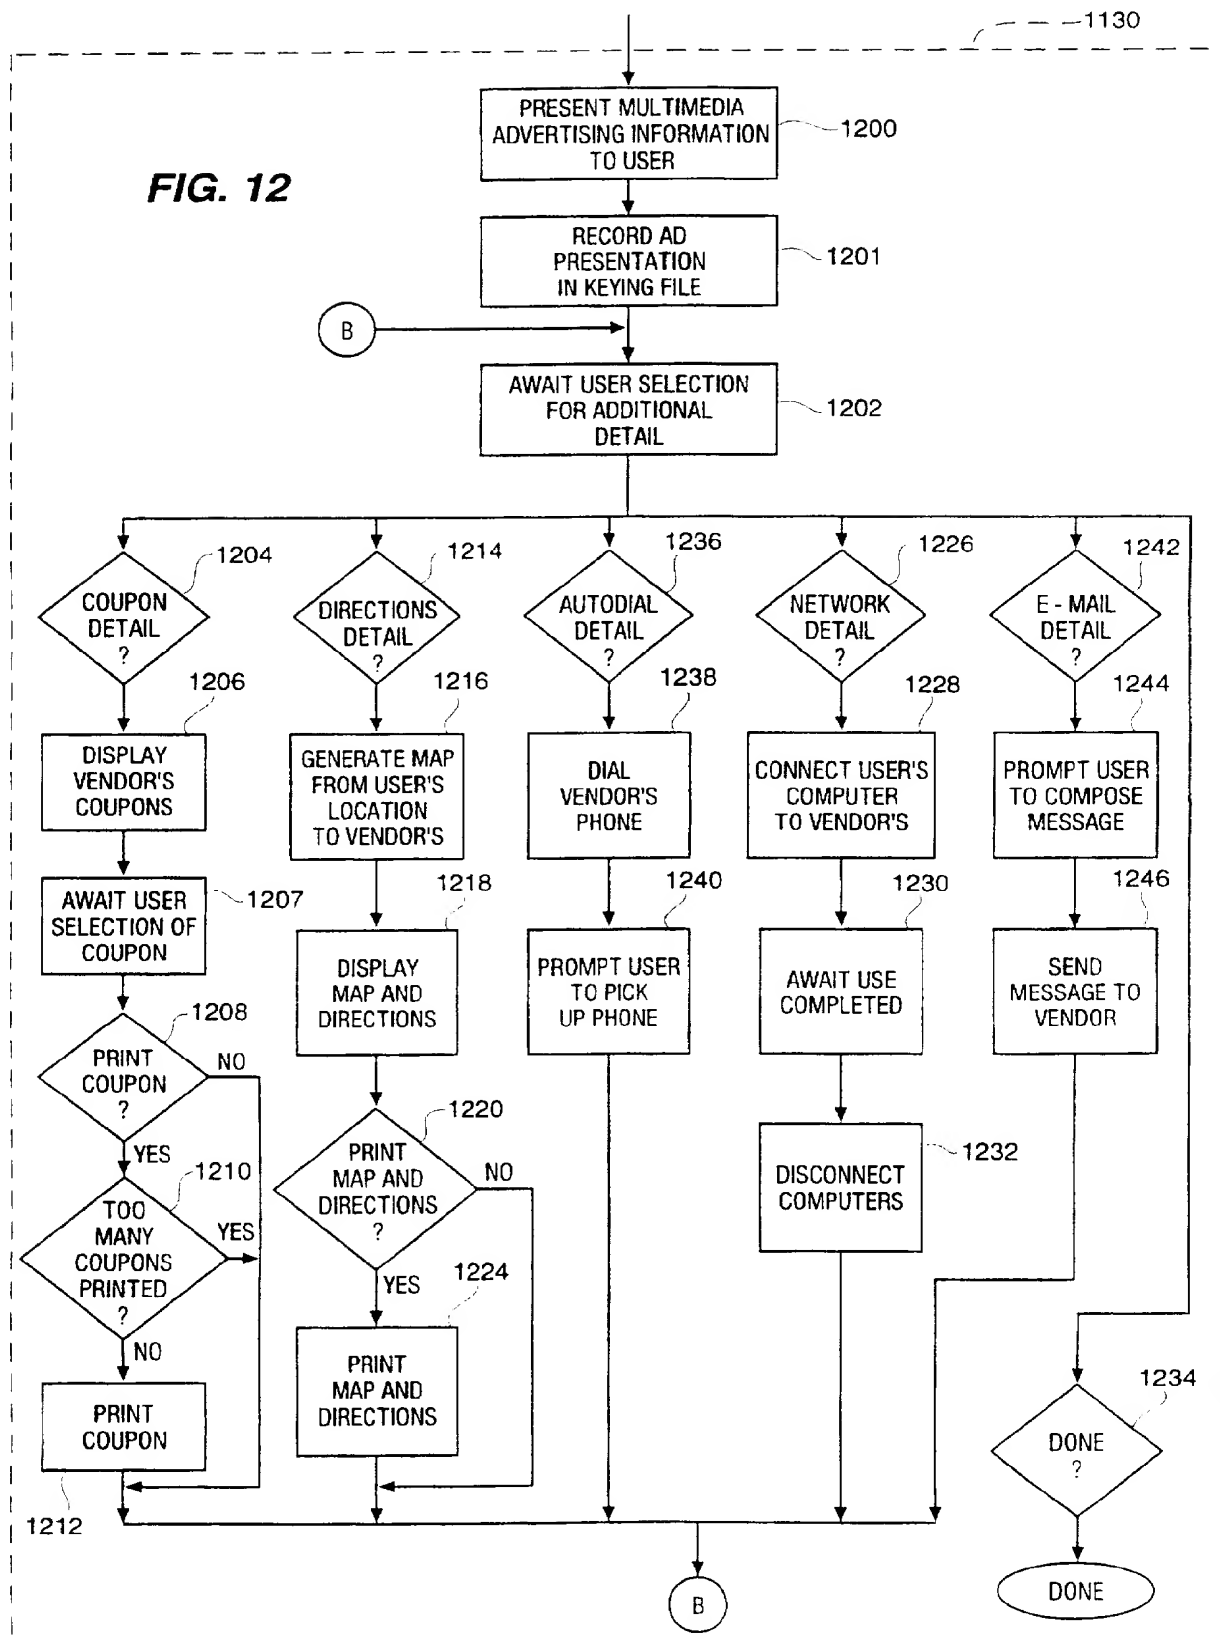 1130
PRESENT MULTIMEDIA
ADVERTISING INFORMATION
TO USER
1200
FIG. 12
RECORD AD
PRESENTATION
IN KEYING FILE
1201
B
AWAIT USER SELECTION
FOR ADDITIONAL
DETAIL
1202
1204
COUPON
DETAIL
?
1206
DISPLAY
VENDOR'S
COUPONS
AWAIT USER
SELECTION OF
COUPON
1207
1208
PRINT
COUPON
?
NO
YES
1210
TOO
MANY
COUPONS
PRINTED
?
YES
NO
PRINT
COUPON
1212
1214
DIRECTIONS
DETAIL
?
1216
GENERATE MAP
FROM USER'S
LOCATION
TO VENDOR'S
1218
DISPLAY
MAP AND
DIRECTIONS
1220
PRINT
MAP AND
DIRECTIONS
?
NO
YES
1224
PRINT
MAP AND
DIRECTIONS
1236
AUTODIAL
DETAIL
?
1238
DIAL
VENDOR'S
PHONE
1240
PROMPT USER
TO PICK
UP PHONE
1226
NETWORK
DETAIL
?
1228
CONNECT USER'S
COMPUTER
TO VENDOR'S
1230
AWAIT USE
COMPLETED
1232
DISCONNECT
COMPUTERS
1242
E - MAIL
DETAIL
?
1244
PROMPT USER
TO COMPOSE
MESSAGE
1246
SEND
MESSAGE TO
VENDOR
1234
DONE
?
DONE
B